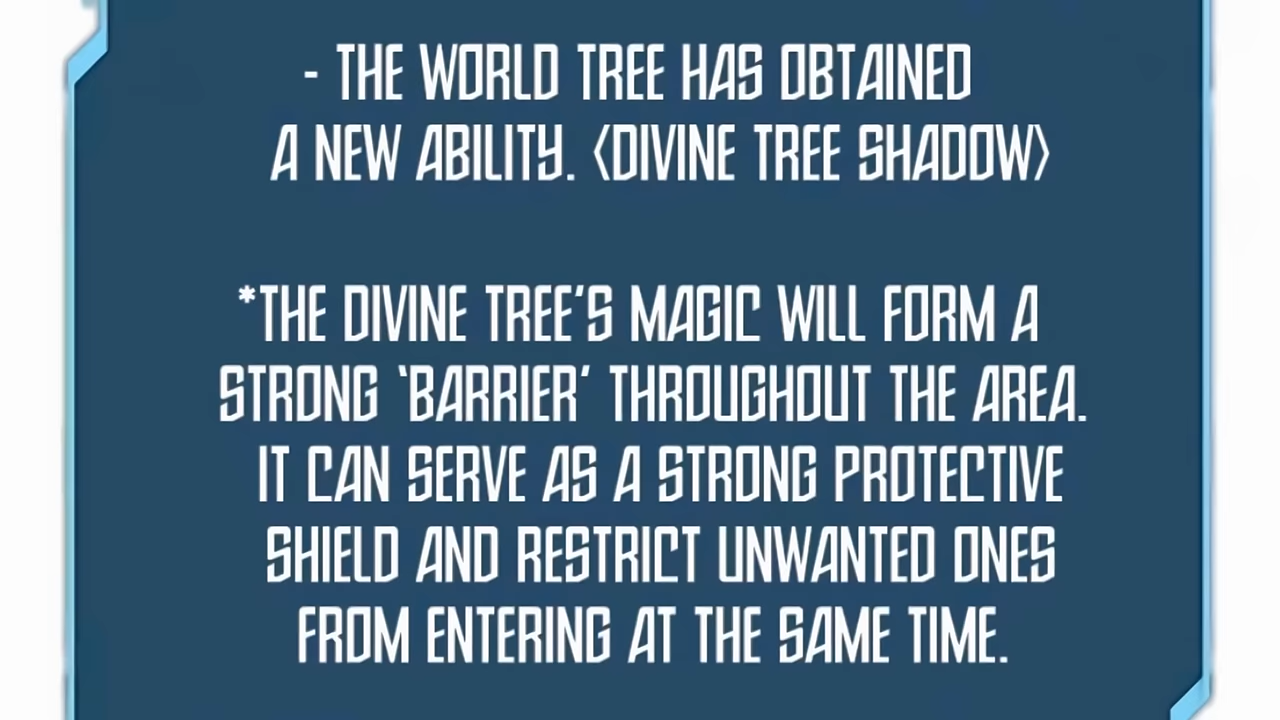 - THE WORLD TREE HAS OBTAINED
A NEW ABILITY. <DIVINE TREE SHADOW>
*THE DIVINE TREE'S MAGIC WILL FORM A
STRONG 'BARRIER' THROUGHOUT THE AREA.
IT CAN SERVE AS A STRONG PROTECTIVE
SHIELD AND RESTRICT UNWANTED ONES
FROM ENTERING AT THE SAME TIME.